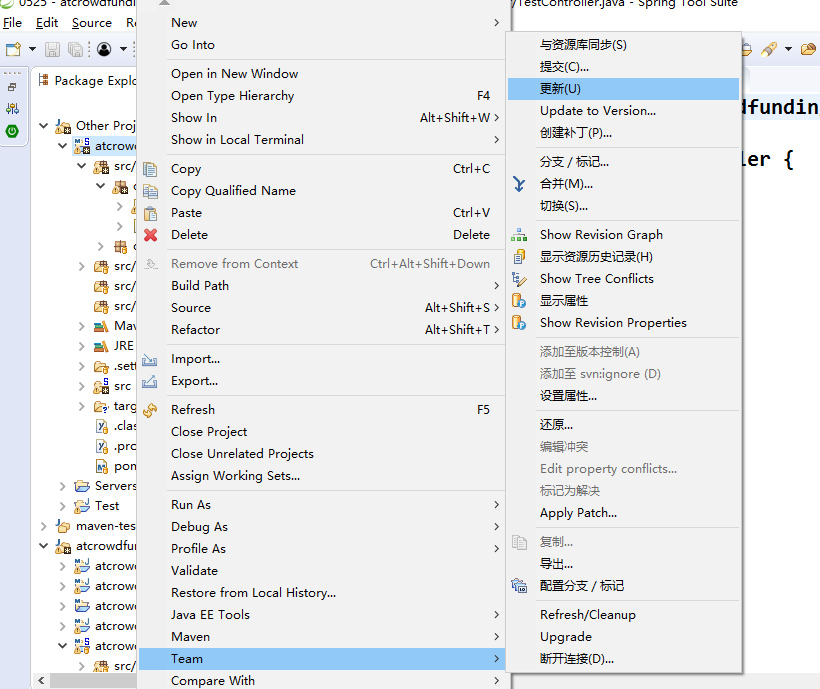 0525 - atcrowdfundin
/TestController.java - Spring Tool Suite
File Edit Source Re
Package Explo
Other Proj
atcrowd
src/
src/
src/
src/
Mav
JRE
.sett
src
targ
.clas
.pro
pom
Servers
Test
maven-tes
atcrowdfun
atcrowd
atcrowd
atcrowd
atcrowd
atcrowd
src/
New
Go Into
Open in New Window
Open Type Hierarchy F4
Show In Alt+Shift+W
Show in Local Terminal
Copy Ctrl+C
Copy Qualified Name
Paste Ctrl+V
Delete Delete
Remove from Context Ctrl+Alt+Shift+Down
Build Path
Source Alt+Shift+S
Refactor Alt+Shift+T
Import...
Export...
Refresh F5
Close Project
Close Unrelated Projects
Assign Working Sets...
Run As
Debug As
Profile As
Validate
Restore from Local History...
Java EE Tools
Maven
Team
Compare With
与资源库同步(S)
提交(C)...
更新(U)
Update to Version...
创建补丁(P)...
分支 / 标记...
合并(M)...
切换(S)...
Show Revision Graph
显示资源历史记录(H)
Show Tree Conflicts
显示属性
Show Revision Properties
添加至版本控制(A)
添加至 svn:ignore (D)
设置属性...
还原...
编辑冲突
Edit property conflicts...
标记为解决
Apply Patch...
复制...
导出...
配置分支 / 标记
Refresh/Cleanup
Upgrade
断开连接(D)...
dfundin
ler {